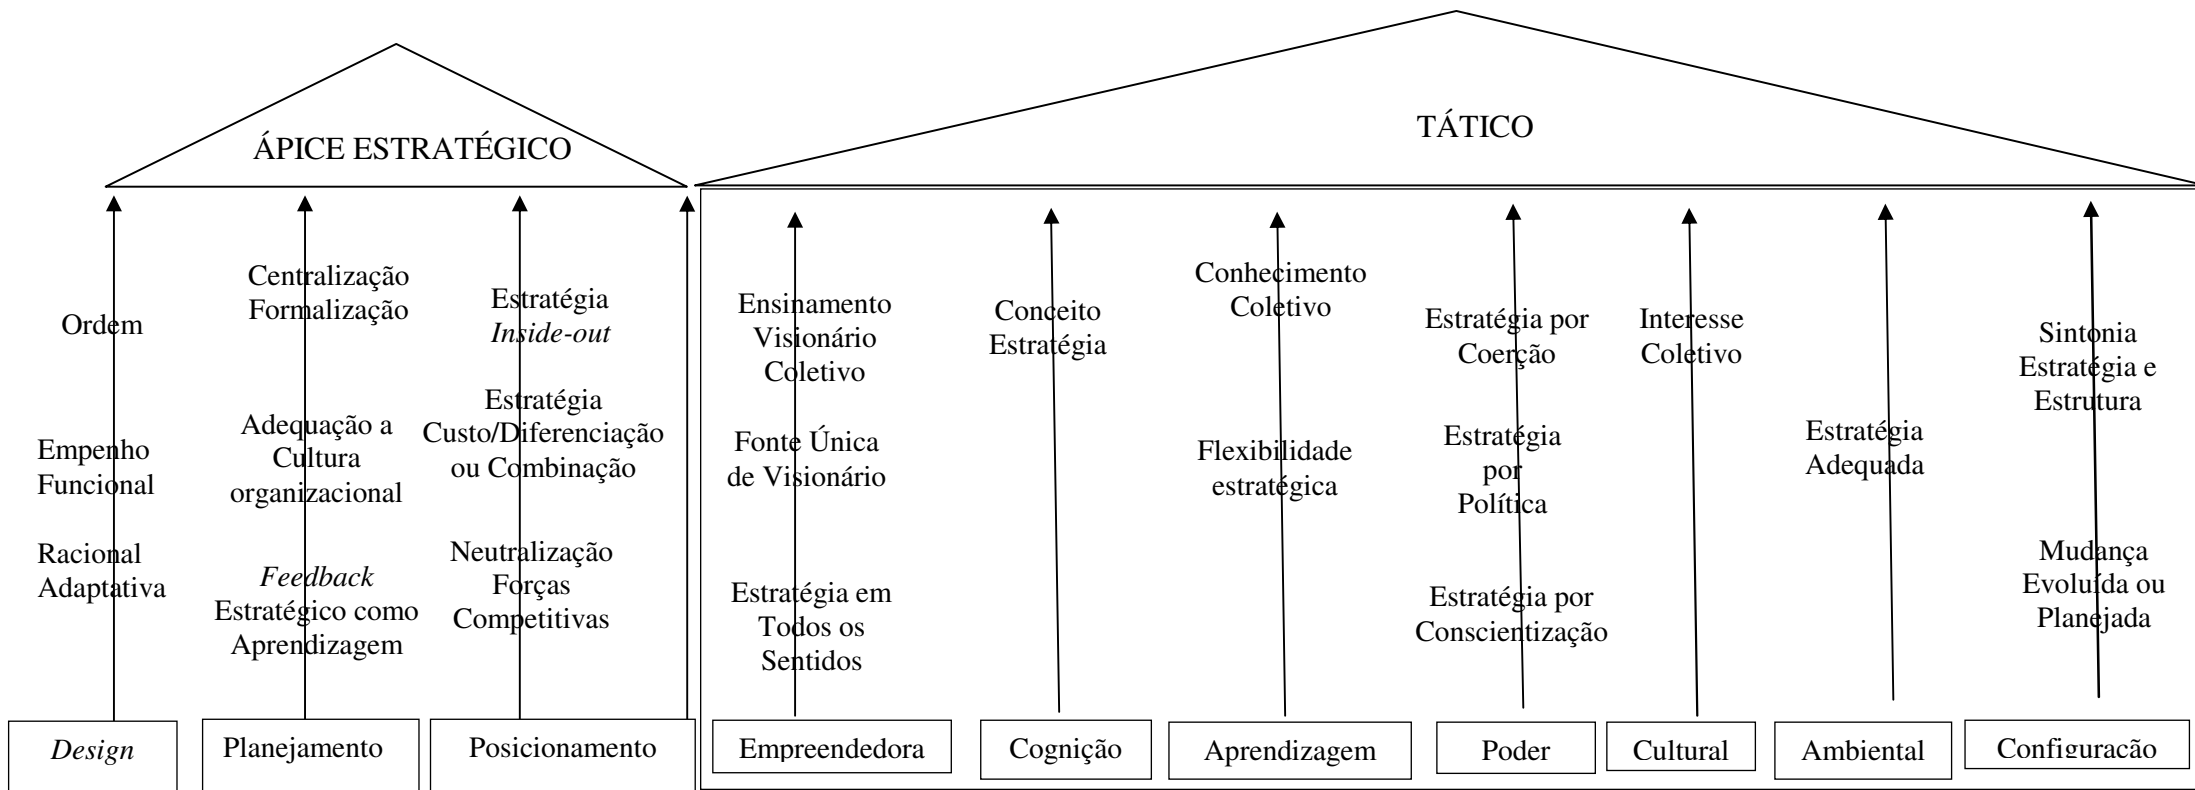 ÁPICE ESTRATÉGICO
TÁTICO
Ordem
Empenho
Funcional
Racional
Adaptativa
Design
Centralização
Formalização
Adequação a
Cultura
organizacional
Feedback
Estratégico como
Aprendizagem
Planejamento
Estratégia
Inside-out
Estratégia
Custo/Diferenciação
ou Combinação
Neutralização
Forças
Competitivas
Posicionamento
Ensinamento
Visionário
Coletivo
Fonte Única
de Visionário
Estratégia em
Todos os
Sentidos
Empreendedora
Conceito
Estratégia
Cognição
Conhecimento
Coletivo
Flexibilidade
estratégica
Aprendizagem
Estratégia por
Coerção
Estratégia
por
Política
Estratégia por
Conscientização
Poder
Interesse
Coletivo
Cultural
Estratégia
Adequada
Ambiental
Sintonia
Estratégia e
Estrutura
Mudança
Evoluída ou
Planejada
Configuração